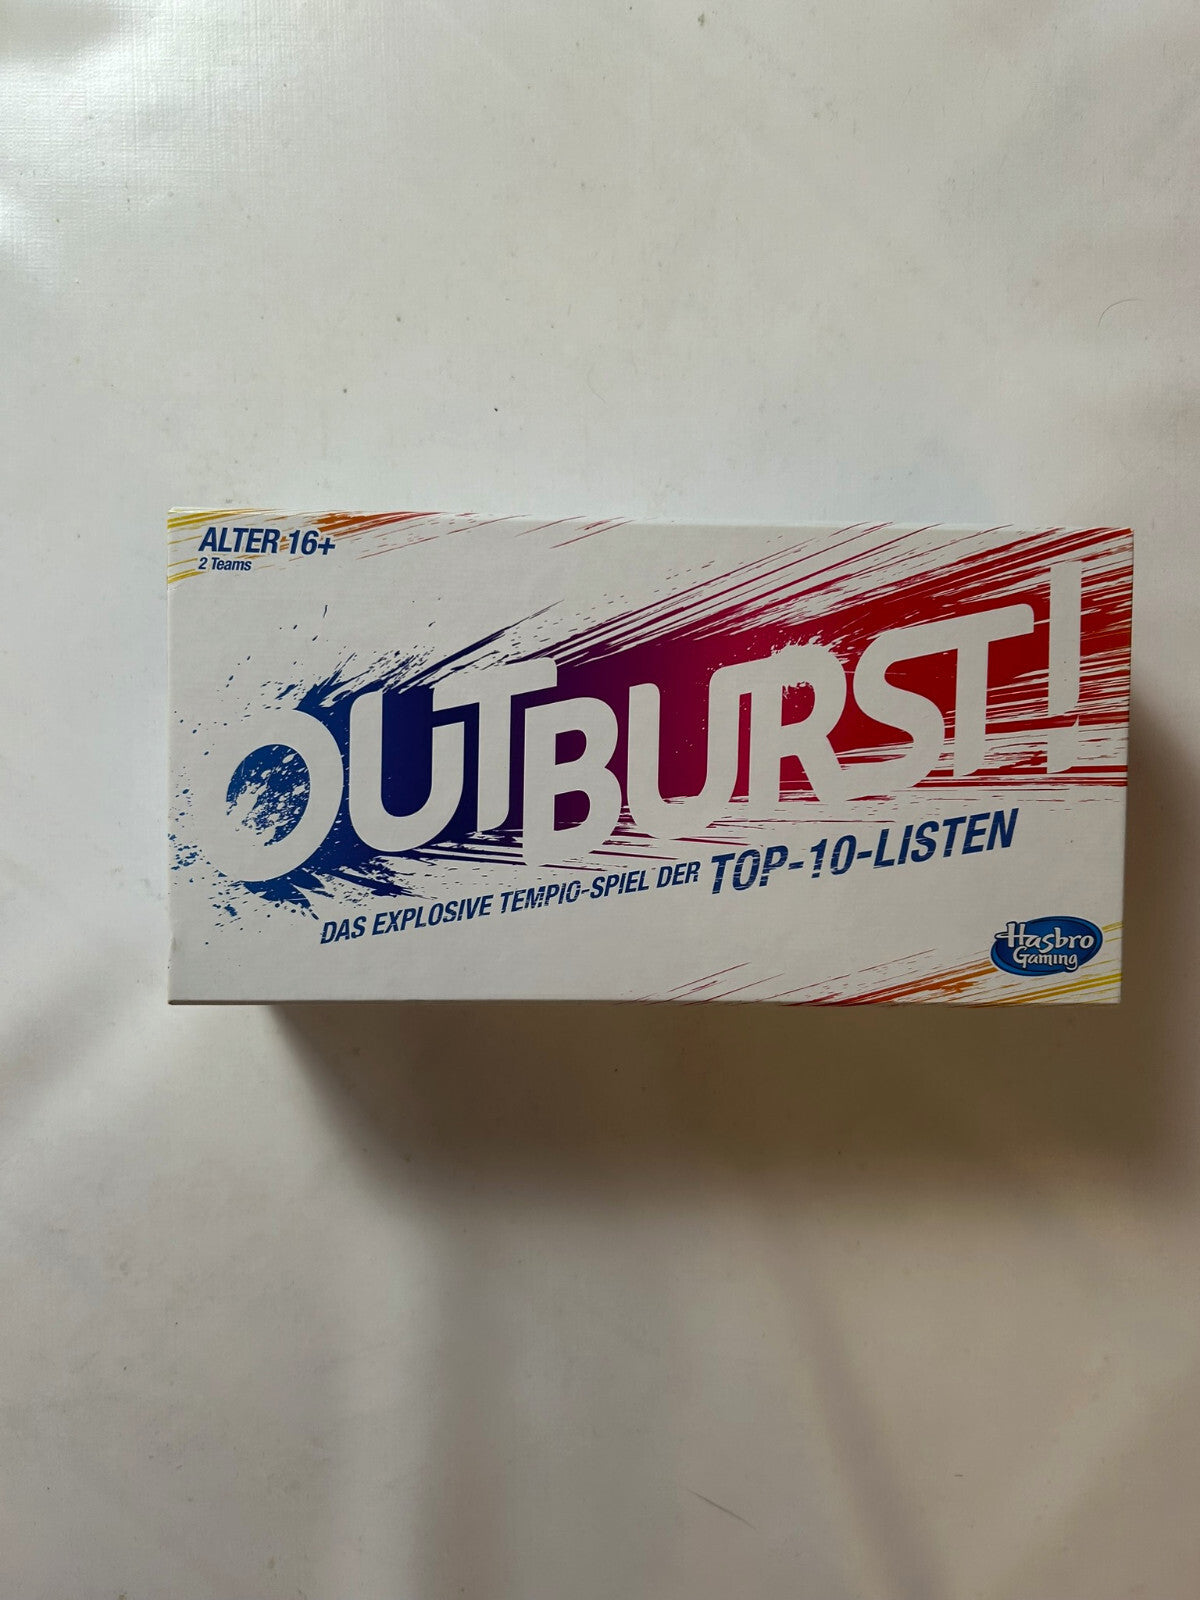 ALTER 16+
2 Teams
OUTBURST!
DAS EXPLOSIVE TEMPIO-SPIEL DER TOP-10-LISTEN
Hasbro
Gaming